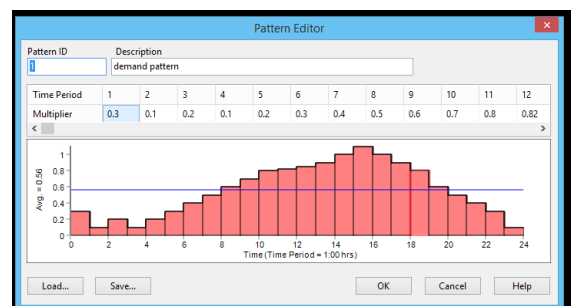 Pattern Editor
×
Pattern ID Description
1 demand pattern
Time Period 1 2 3 4 5 6 7 8 9 10 11 12
Multiplier 0.3 0.1 0.2 0.1 0.2 0.3 0.4 0.5 0.6 0.7 0.8 0.82
< >
Avg. = 0.56
1
0.8
0.6
0.4
0.2
0
0 2 4 6 8 10 12 14 16 18 20 22 24
Time (Time Period = 1:00 hrs)
Load... Save... OK Cancel Help